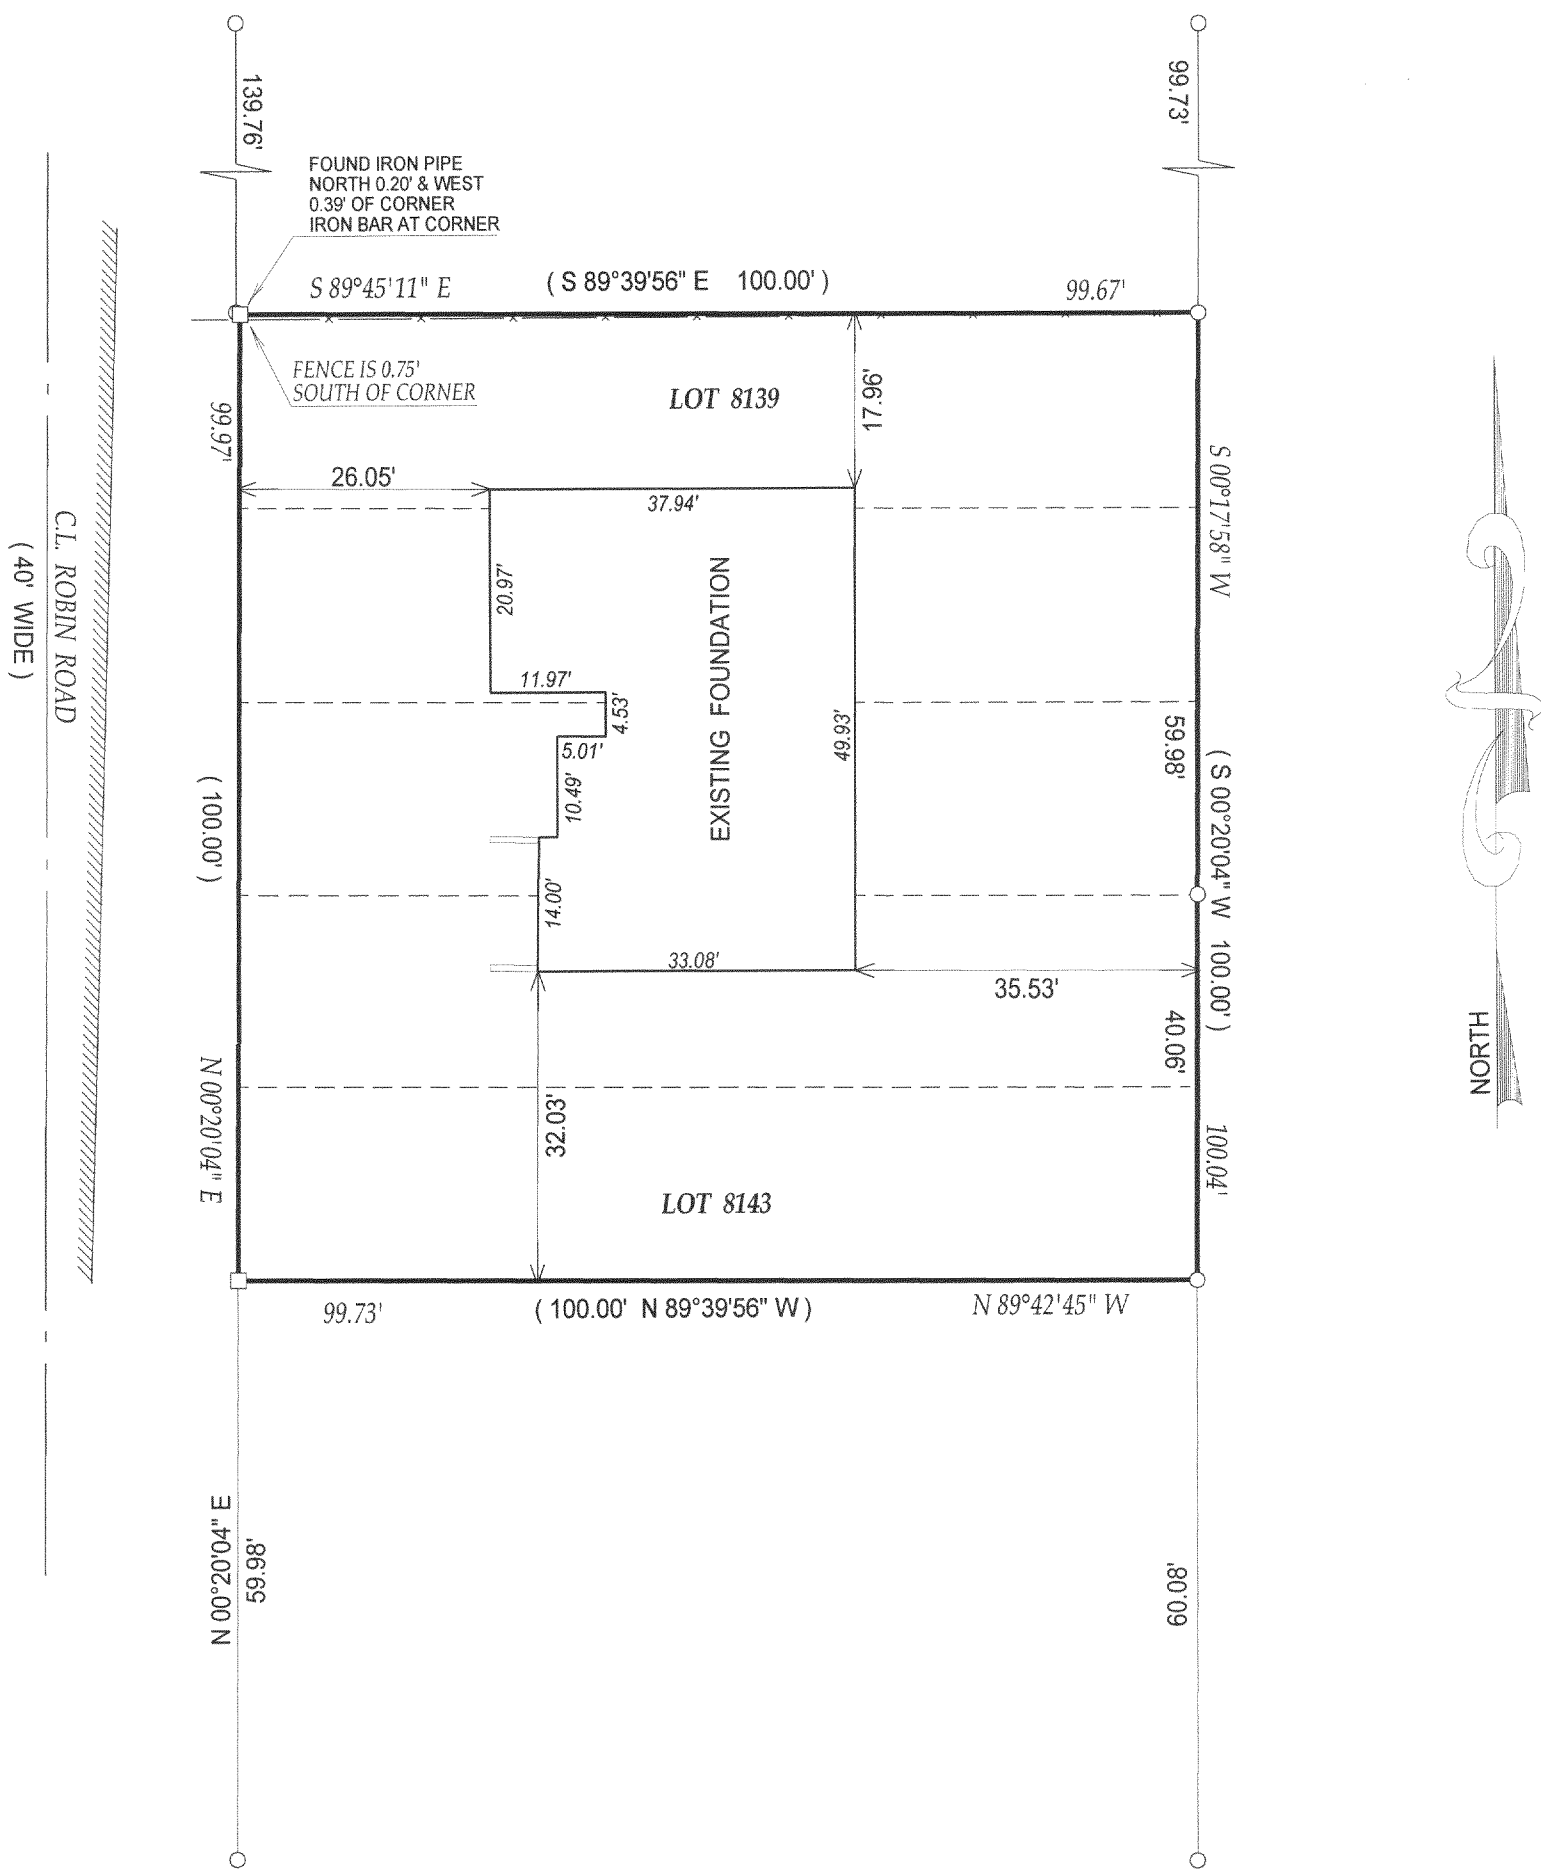 139.76'
99.73'
FOUND IRON PIPE
NORTH 0.20' & WEST
0.39' OF CORNER
IRON BAR AT CORNER
S 89°45'11" E
( S 89°39'56" E 100.00' )
99.67'
FENCE IS 0.75'
SOUTH OF CORNER
LOT 8139
17.96'
99.97'
26.05'
37.94'
S 00°17'58" W
C.L. ROBIN ROAD
( 40' WIDE )
20.97'
EXISTING FOUNDATION
11.97'
4.53'
5.01'
10.49'
49.93'
59.98'
( S 00°20'04" W 100.00' )
( 100.00' )
14.00'
33.08'
35.53'
40.06'
NORTH
N 00°20'04" E
32.03'
100.04'
LOT 8143
99.73'
( 100.00' N 89°39'56" W )
N 89°42'45" W
N 00°20'04" E
59.98'
60.08'